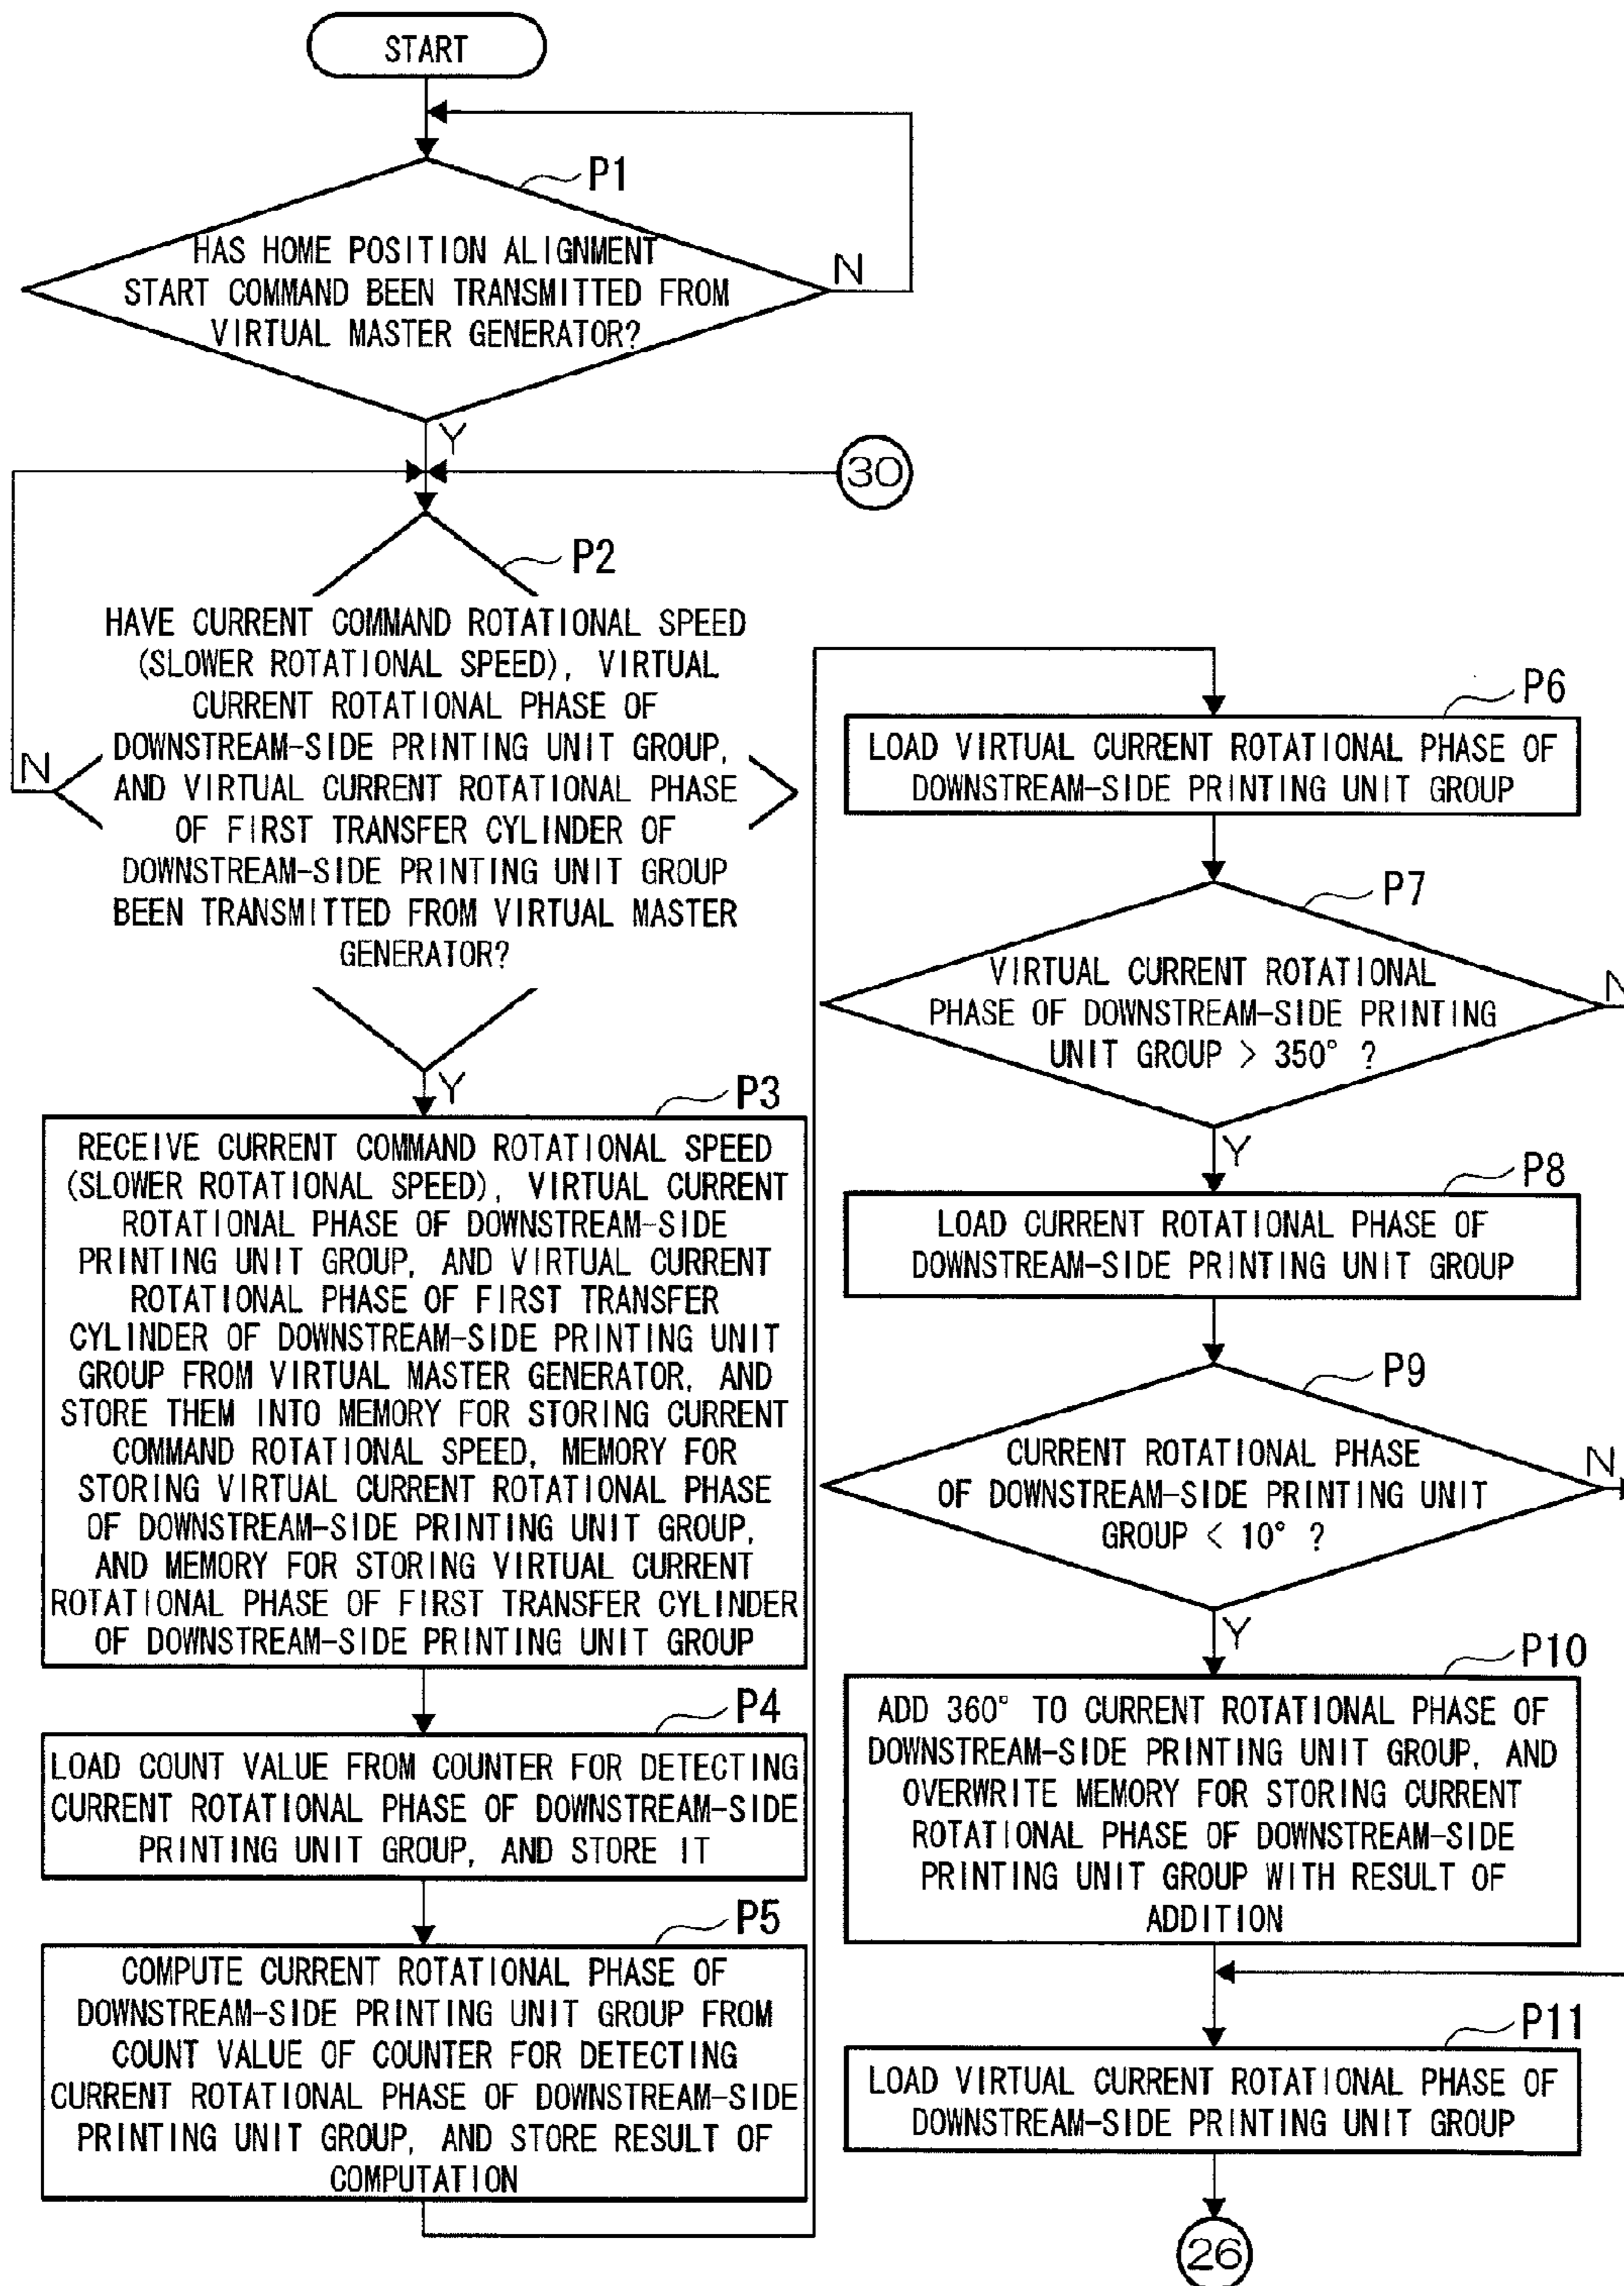 START
P1
HAS HOME POSITION ALIGNMENT
START COMMAND BEEN TRANSMITTED FROM
VIRTUAL MASTER GENERATOR?
N
Y
30
P2
HAVE CURRENT COMMAND ROTATIONAL SPEED
(SLOWER ROTATIONAL SPEED), VIRTUAL
CURRENT ROTATIONAL PHASE OF
DOWNSTREAM-SIDE PRINTING UNIT GROUP,
AND VIRTUAL CURRENT ROTATIONAL PHASE
OF FIRST TRANSFER CYLINDER OF
DOWNSTREAM-SIDE PRINTING UNIT GROUP
BEEN TRANSMITTED FROM VIRTUAL MASTER
GENERATOR?
N
Y
P3
RECEIVE CURRENT COMMAND ROTATIONAL SPEED
(SLOWER ROTATIONAL SPEED), VIRTUAL CURRENT
ROTATIONAL PHASE OF DOWNSTREAM-SIDE
PRINTING UNIT GROUP, AND VIRTUAL CURRENT
ROTATIONAL PHASE OF FIRST TRANSFER
CYLINDER OF DOWNSTREAM-SIDE PRINTING UNIT
GROUP FROM VIRTUAL MASTER GENERATOR, AND
STORE THEM INTO MEMORY FOR STORING CURRENT
COMMAND ROTATIONAL SPEED, MEMORY FOR
STORING VIRTUAL CURRENT ROTATIONAL PHASE
OF DOWNSTREAM-SIDE PRINTING UNIT GROUP,
AND MEMORY FOR STORING VIRTUAL CURRENT
ROTATIONAL PHASE OF FIRST TRANSFER CYLINDER
OF DOWNSTREAM-SIDE PRINTING UNIT GROUP
P4
LOAD COUNT VALUE FROM COUNTER FOR DETECTING
CURRENT ROTATIONAL PHASE OF DOWNSTREAM-SIDE
PRINTING UNIT GROUP, AND STORE IT
P5
COMPUTE CURRENT ROTATIONAL PHASE OF
DOWNSTREAM-SIDE PRINTING UNIT GROUP FROM
COUNT VALUE OF COUNTER FOR DETECTING
CURRENT ROTATIONAL PHASE OF DOWNSTREAM-SIDE
PRINTING UNIT GROUP, AND STORE RESULT OF
COMPUTATION
P6
LOAD VIRTUAL CURRENT ROTATIONAL PHASE OF
DOWNSTREAM-SIDE PRINTING UNIT GROUP
P7
VIRTUAL CURRENT ROTATIONAL
PHASE OF DOWNSTREAM-SIDE PRINTING
UNIT GROUP > 350° ?
N
Y
P8
LOAD CURRENT ROTATIONAL PHASE OF
DOWNSTREAM-SIDE PRINTING UNIT GROUP
P9
CURRENT ROTATIONAL PHASE
OF DOWNSTREAM-SIDE PRINTING UNIT
GROUP < 10° ?
N
Y
P10
ADD 360° TO CURRENT ROTATIONAL PHASE OF
DOWNSTREAM-SIDE PRINTING UNIT GROUP, AND
OVERWRITE MEMORY FOR STORING CURRENT
ROTATIONAL PHASE OF DOWNSTREAM-SIDE
PRINTING UNIT GROUP WITH RESULT OF
ADDITION
P11
LOAD VIRTUAL CURRENT ROTATIONAL PHASE OF
DOWNSTREAM-SIDE PRINTING UNIT GROUP
26